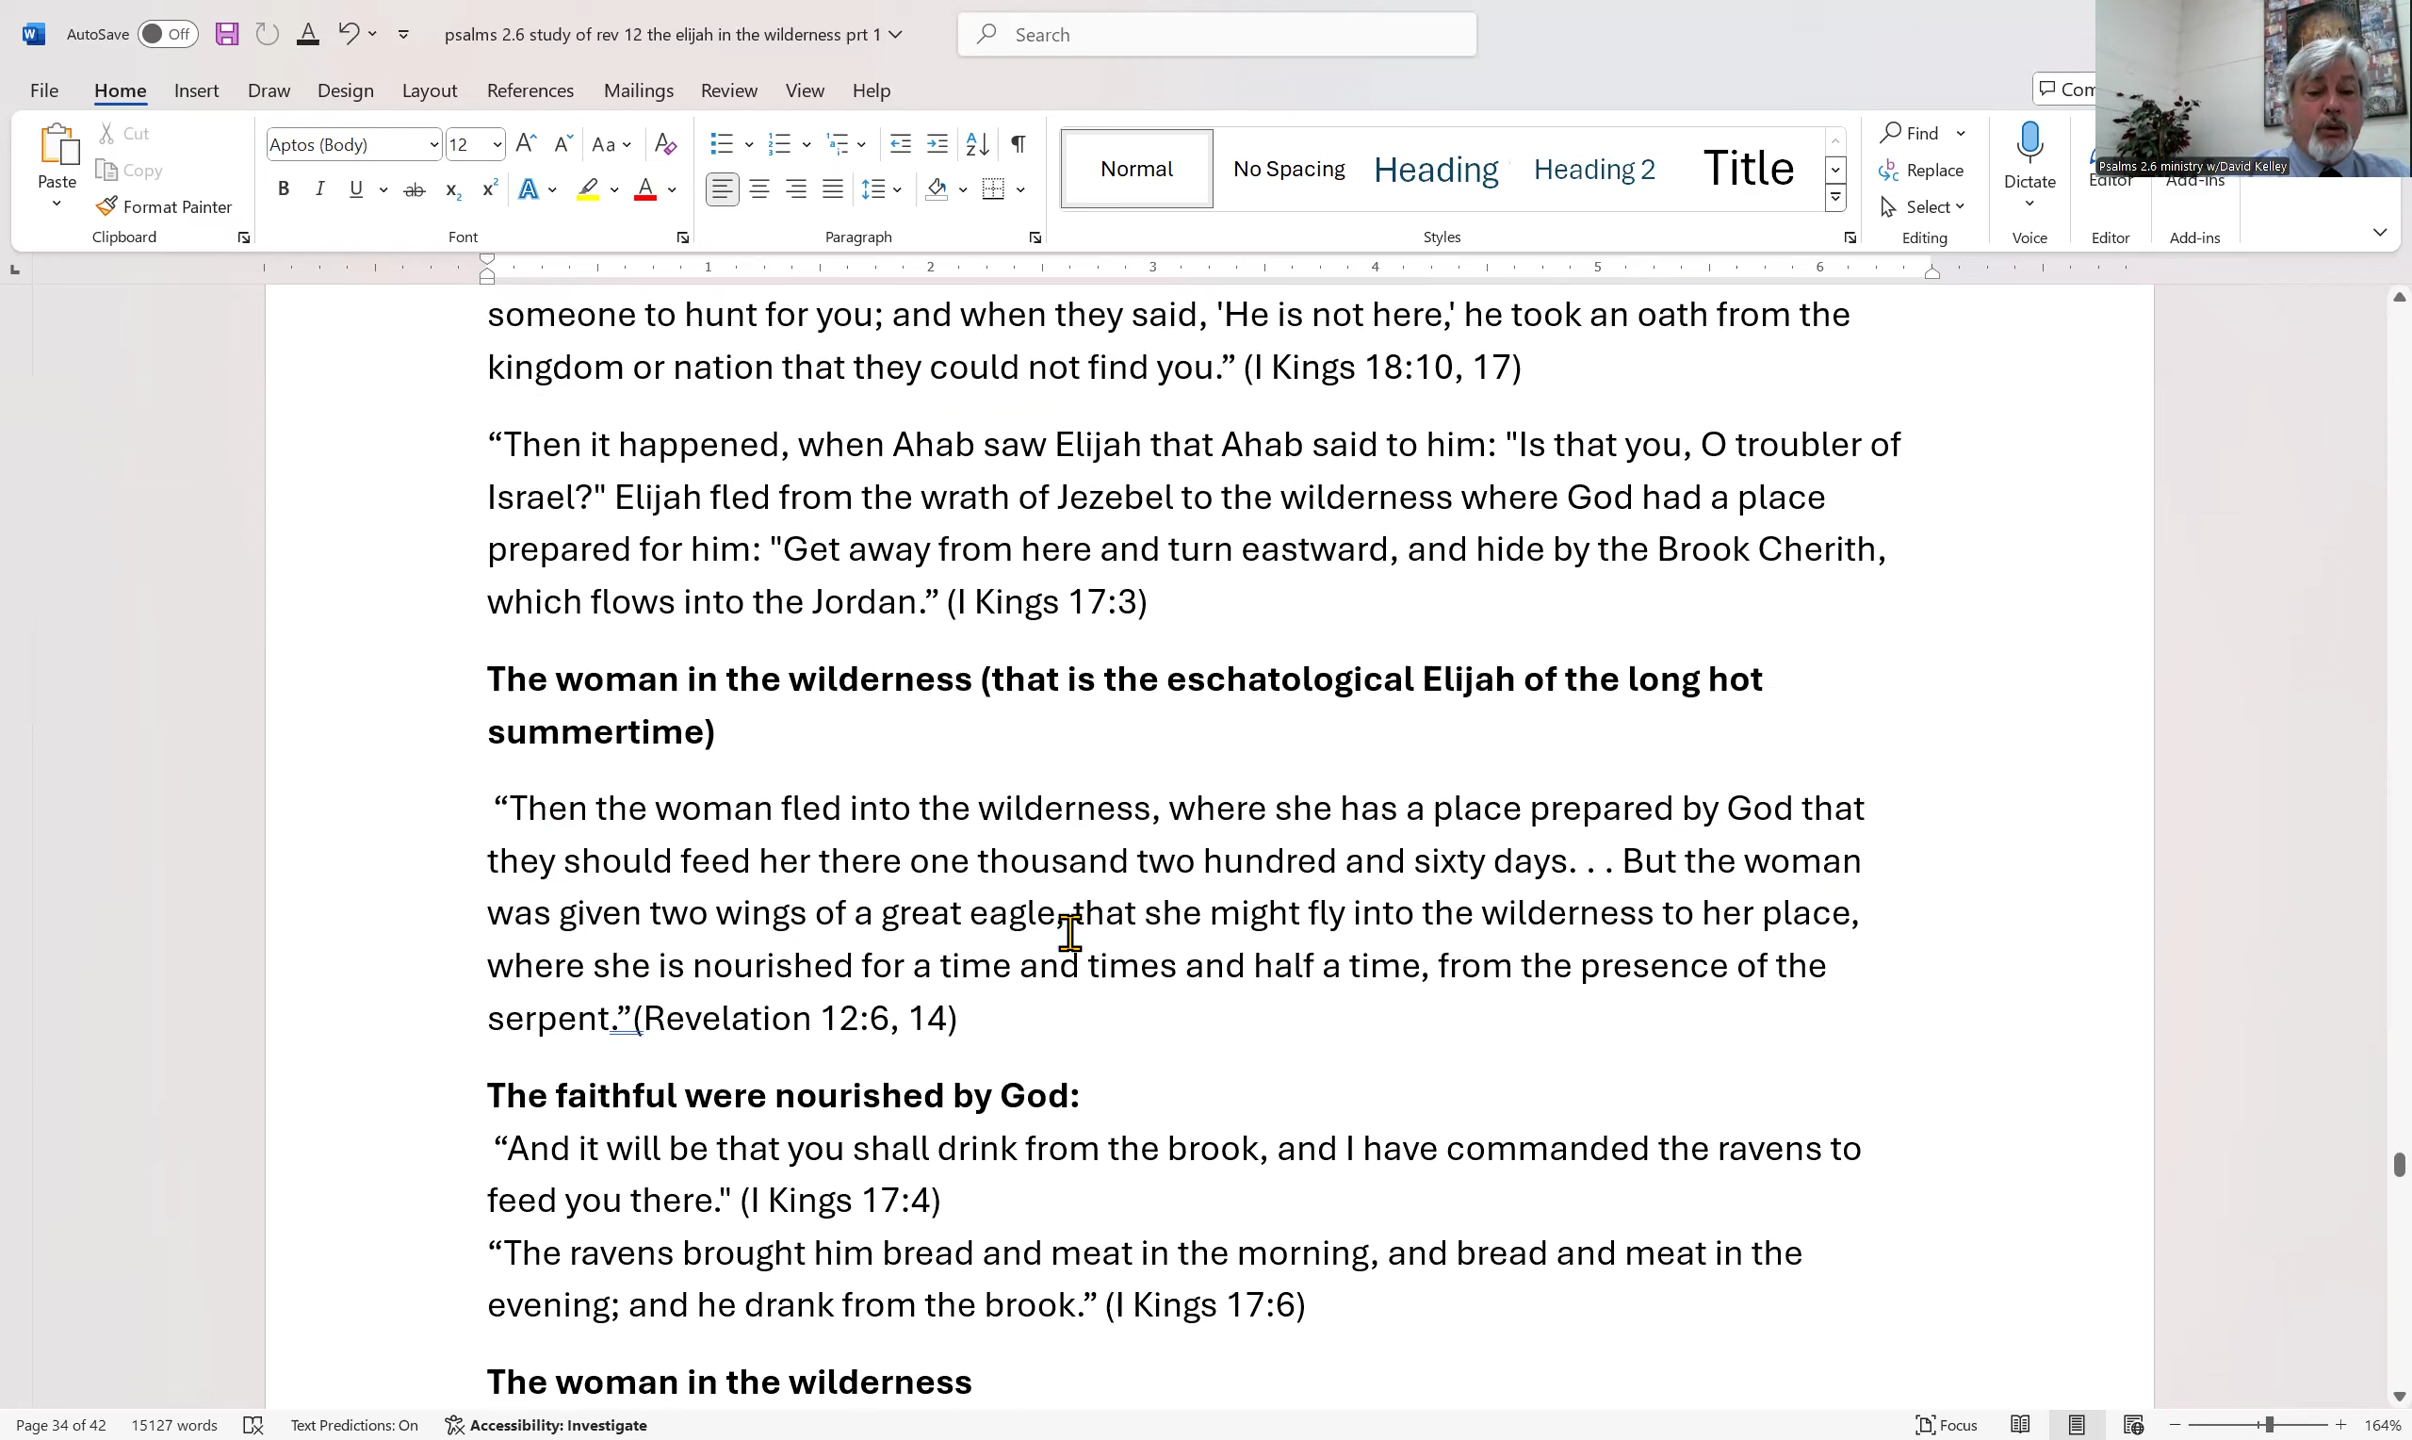 AutoSave Off psalms 2.6 study of rev 12 the elijah in the wilderness prt 1 Search
File Home Insert Draw Design Layout References Mailings Review View Help
Paste Cut Copy Format Painter Clipboard
Aptos (Body) 12 Font
Paragraph
Normal No Spacing Heading Heading 2 Title Styles
Find Replace Select Editing
Dictate Voice
Editor Editor
Add-ins Add-ins
Psalms 2.6 ministry w/David Kelley
1 2 3 4 5 6
someone to hunt for you; and when they said, 'He is not here,' he took an oath from the
kingdom or nation that they could not find you.” (I Kings 18:10, 17)
“Then it happened, when Ahab saw Elijah that Ahab said to him: "Is that you, O troubler of
Israel?" Elijah fled from the wrath of Jezebel to the wilderness where God had a place
prepared for him: "Get away from here and turn eastward, and hide by the Brook Cherith,
which flows into the Jordan.” (I Kings 17:3)
The woman in the wilderness (that is the eschatological Elijah of the long hot
summertime)
“Then the woman fled into the wilderness, where she has a place prepared by God that
they should feed her there one thousand two hundred and sixty days. . . But the woman
was given two wings of a great eagle, that she might fly into the wilderness to her place,
where she is nourished for a time and times and half a time, from the presence of the
serpent.”(Revelation 12:6, 14)
The faithful were nourished by God:
“And it will be that you shall drink from the brook, and I have commanded the ravens to
feed you there." (I Kings 17:4)
“The ravens brought him bread and meat in the morning, and bread and meat in the
evening; and he drank from the brook.” (I Kings 17:6)
The woman in the wilderness
Page 34 of 42 15127 words Text Predictions: On Accessibility: Investigate Focus 164%